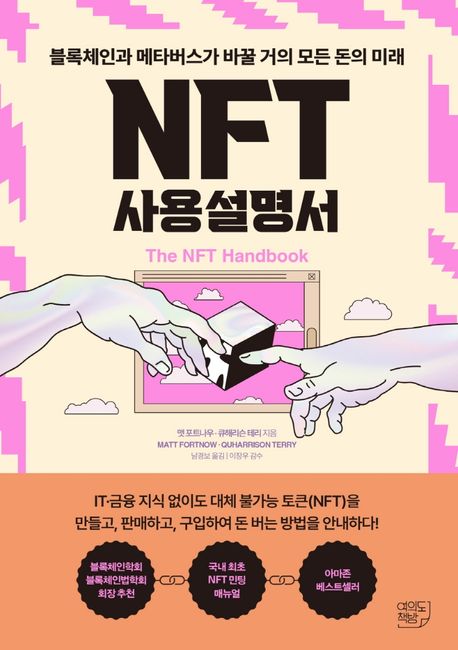 블록체인과 메타버스가 바꿀 거의 모든 돈의 미래
NFT
사용설명서
The NFT Handbook
맷 포트나우 · 큐해리슨 테리 지음
MATT FORTNOW · QUHARRISON TERRY
남경보 옮김 | 이장우 감수
IT·금융 지식 없이도 대체 불가능 토큰(NFT)을
만들고, 판매하고, 구입하여 돈 버는 방법을 안내하다!
블록체인학회
블록체인법학회
회장 추천
국내 최초
NFT 민팅
매뉴얼
아마존
베스트셀러
여의도
책방